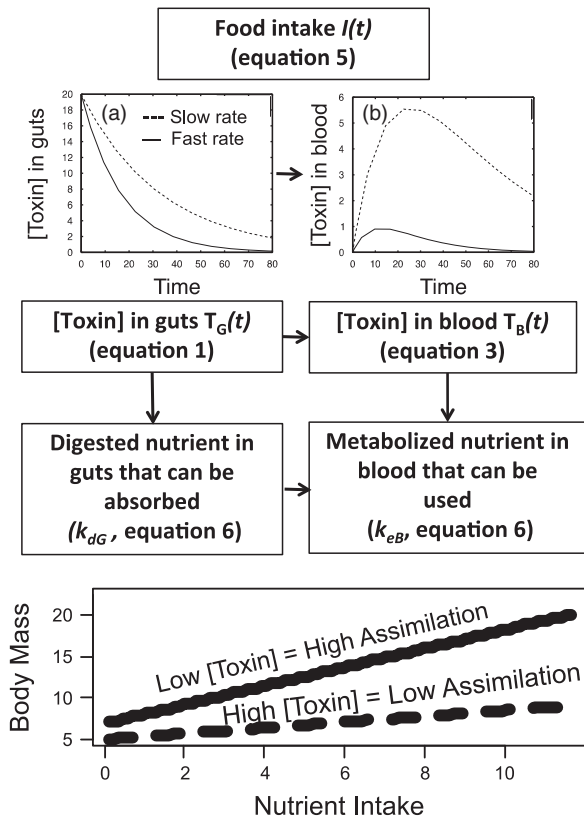 Food intake I(t)
(equation 5)
(a)
Slow rate
Fast rate
[Toxin] in guts
20
18
16
14
12
10
8
6
4
2
0
0 10 20 30 40 50 60 70 80
Time
(b)
[Toxin] in blood
6
5
4
3
2
1
0
0 10 20 30 40 50 60 70 80
Time
[Toxin] in guts TG(t)
(equation 1)
[Toxin] in blood TB(t)
(equation 3)
Digested nutrient in
guts that can be
absorbed
(kdG, equation 6)
Metabolized nutrient in
blood that can be
used
(keB, equation 6)
Body Mass
20
15
10
5
Low [Toxin] = High Assimilation
High [Toxin] = Low Assimilation
0 2 4 6 8 10
Nutrient Intake